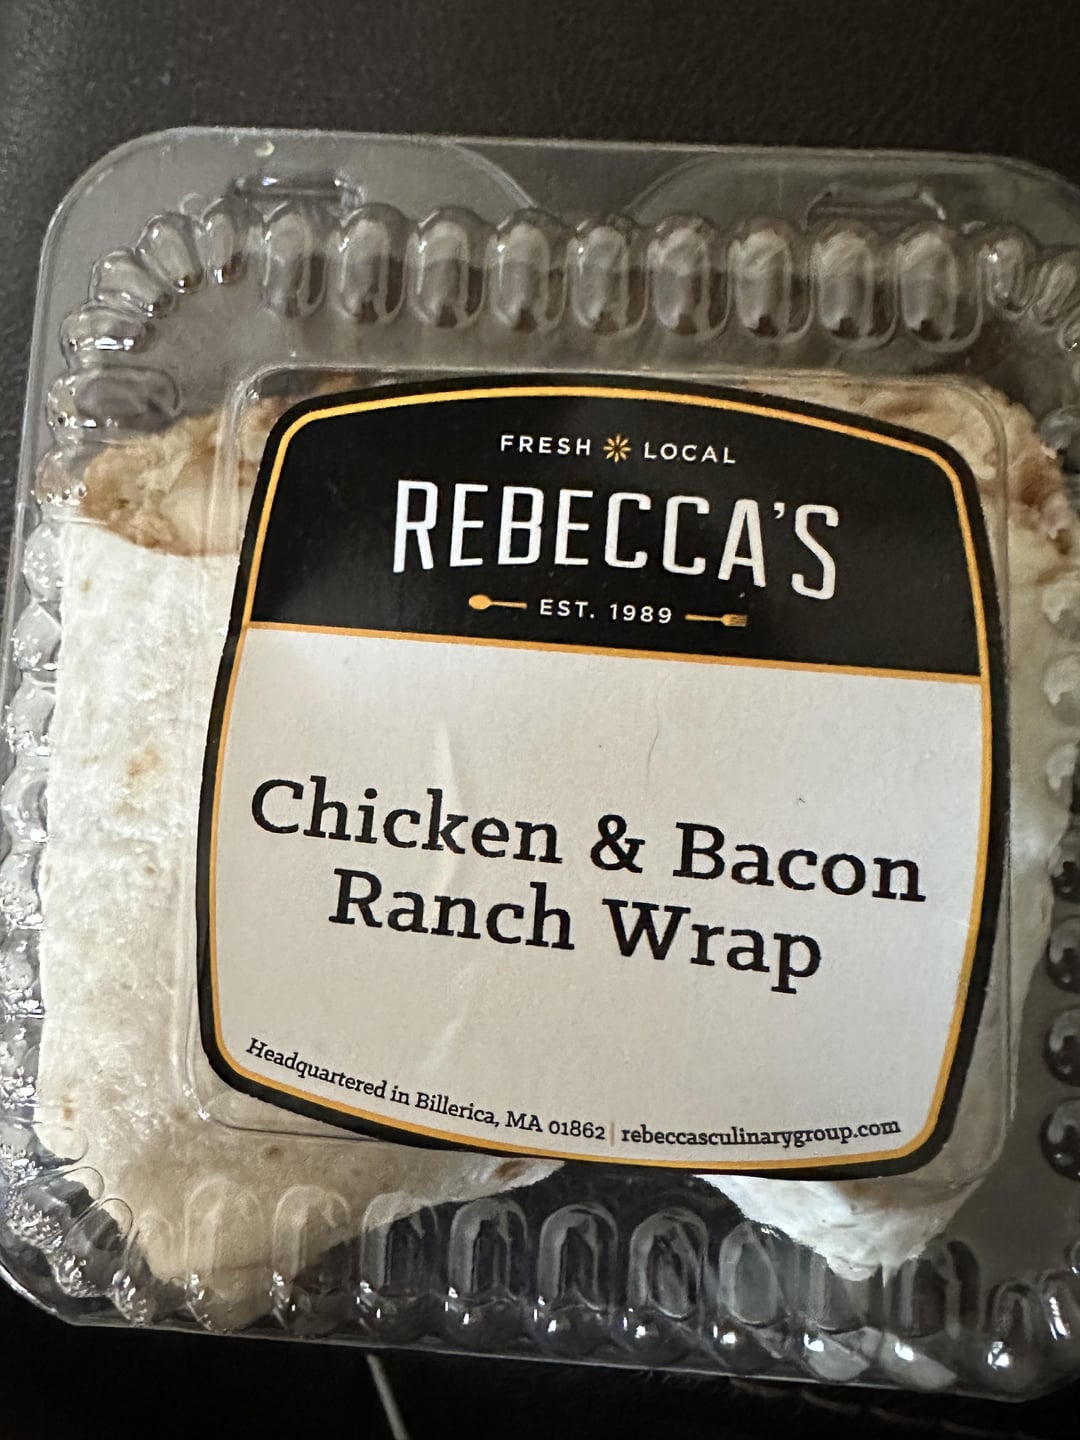 FRESH LOCAL
REBECCA'S
EST. 1989
Chicken & Bacon
Ranch Wrap
Headquartered in Billerica, MA 01862 | rebeccasculinarygroup.com